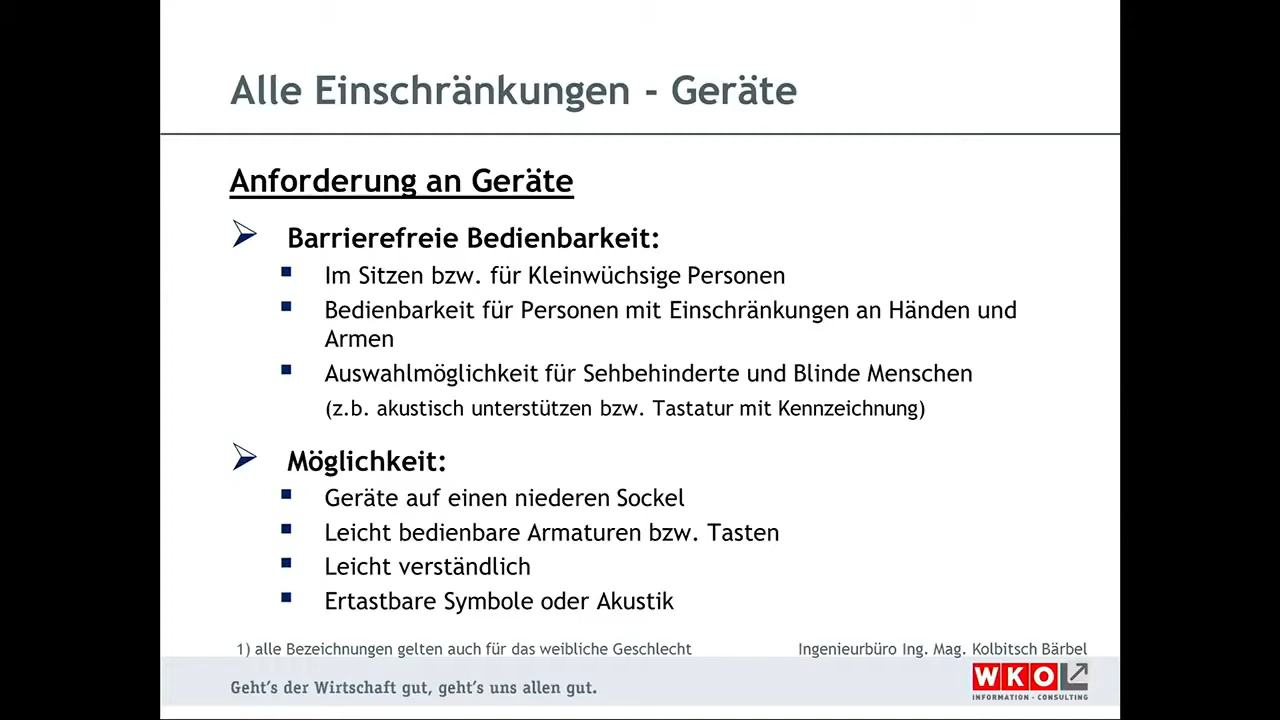 Alle Einschränkungen - Geräte
Anforderung an Geräte
Barrierefreie Bedienbarkeit:
Im Sitzen bzw. für Kleinwüchsige Personen
Bedienbarkeit für Personen mit Einschränkungen an Händen und
Armen
Auswahlmöglichkeit für Sehbehinderte und Blinde Menschen
(z.b. akustisch unterstützen bzw. Tastatur mit Kennzeichnung)
Möglichkeit:
Geräte auf einen niederen Sockel
Leicht bedienbare Armaturen bzw. Tasten
Leicht verständlich
Ertastbare Symbole oder Akustik
1) alle Bezeichnungen gelten auch für das weibliche Geschlecht
Ingenieurbüro Ing. Mag. Kolbitsch Bärbel
Geht's der Wirtschaft gut, geht's uns allen gut.
WKO
INFORMATION - CONSULTING